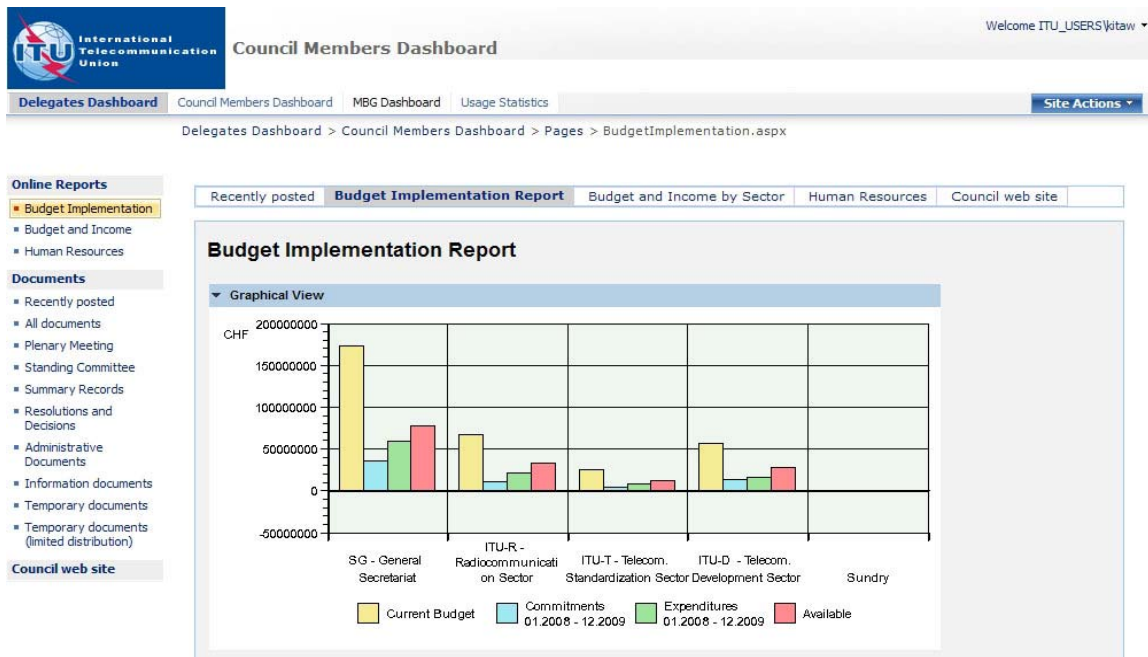 International
Telecommunication
Union
ITU
Council Members Dashboard
Welcome ITU_USERS\kitaw
Delegates Dashboard
Council Members Dashboard
MBG Dashboard
Usage Statistics
Site Actions
Delegates Dashboard > Council Members Dashboard > Pages > BudgetImplementation.aspx
Online Reports
Budget Implementation
Budget and Income
Human Resources
Documents
Recently posted
All documents
Plenary Meeting
Standing Committee
Summary Records
Resolutions and
Decisions
Administrative
Documents
Information documents
Temporary documents
Temporary documents
(limited distribution)
Council web site
Recently posted
Budget Implementation Report
Budget and Income by Sector
Human Resources
Council web site
Budget Implementation Report
Graphical View
CHF
200000000
150000000
100000000
50000000
0
-50000000
SG - General
Secretariat
ITU-R -
Radiocommunicati
on Sector
ITU-T - Telecom.
Standardization Sector
ITU-D - Telecom.
Development Sector
Sundry
Current Budget
Commitments
01.2008 - 12.2009
Expenditures
01.2008 - 12.2009
Available